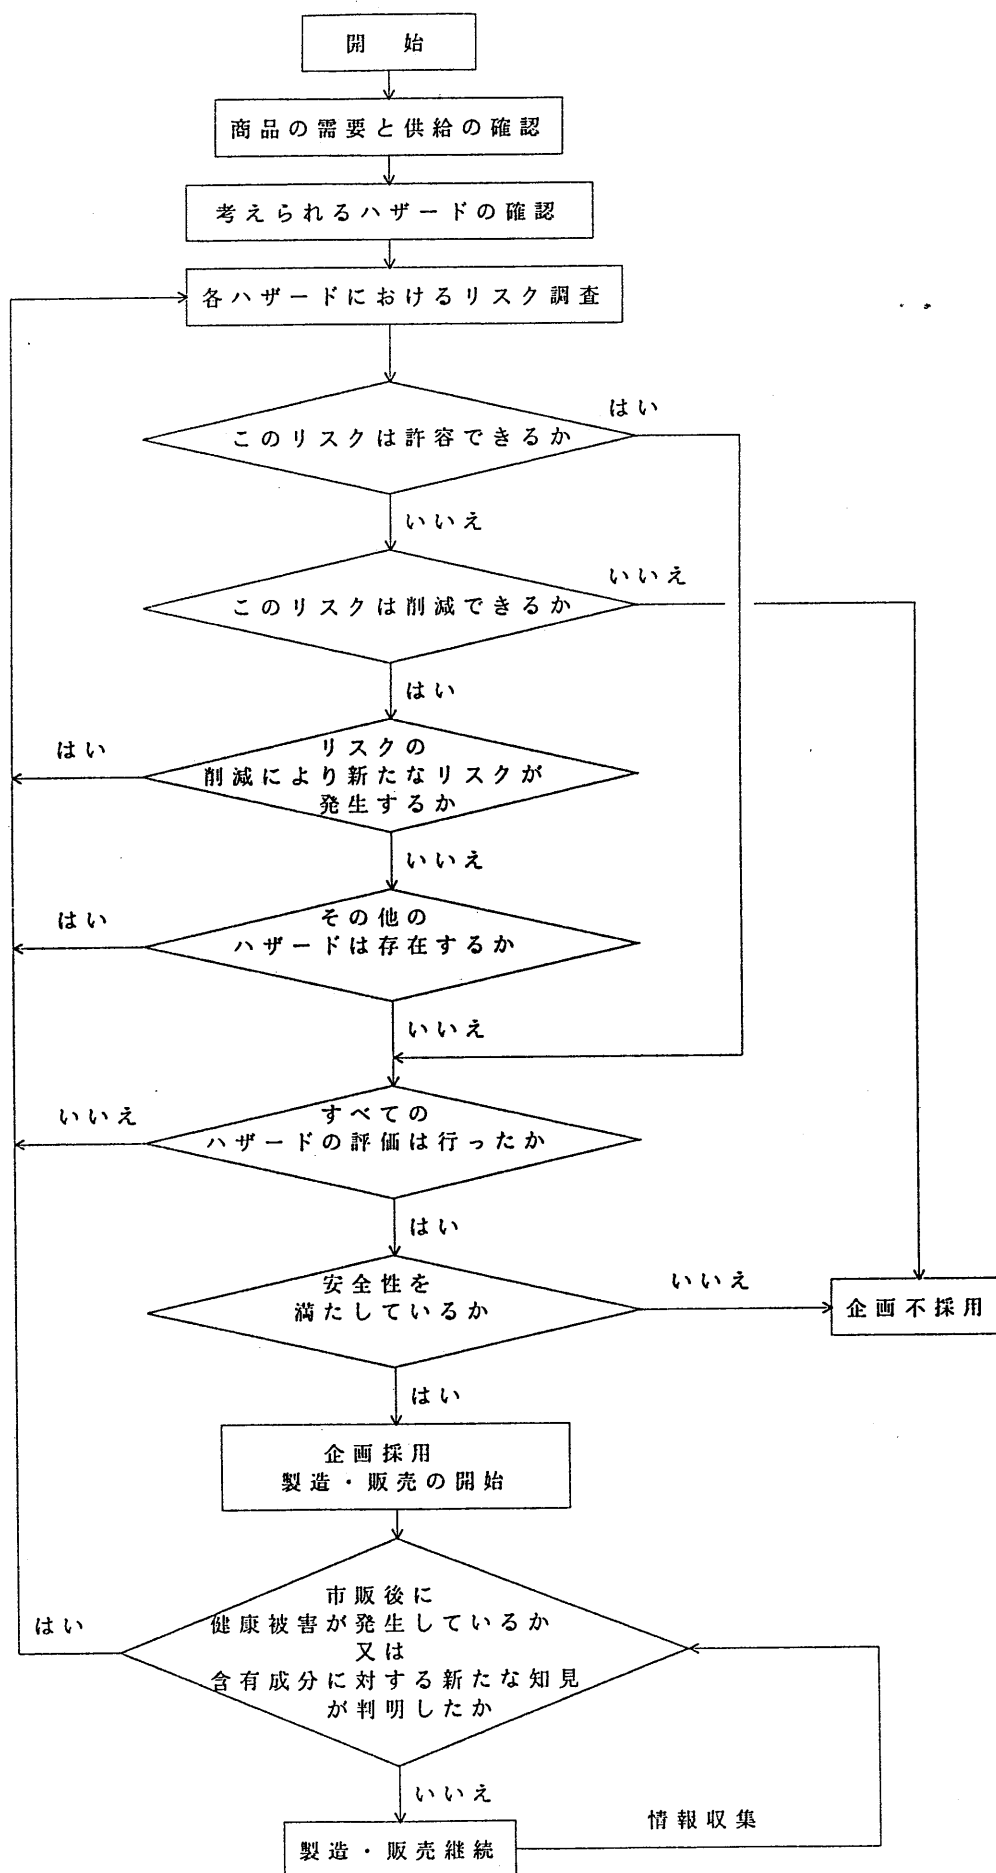 開始
商品の需要と供給の確認
考えられるハザードの確認
各ハザードにおけるリスク調査
はい
このリスクは許容できるか
いいえ
いいえ
このリスクは削減できるか
はい
はい
リスクの
削減により新たなリスクが
発生するか
いいえ
はい
その他の
ハザードは存在するか
いいえ
いいえ
すべての
ハザードの評価は行ったか
はい
安全性を
満たしているか
いいえ
企画不採用
はい
企画採用
製造・販売の開始
はい
市販後に
健康被害が発生しているか
又は
含有成分に対する新たな知見
が判明したか
いいえ
情報収集
製造・販売継続